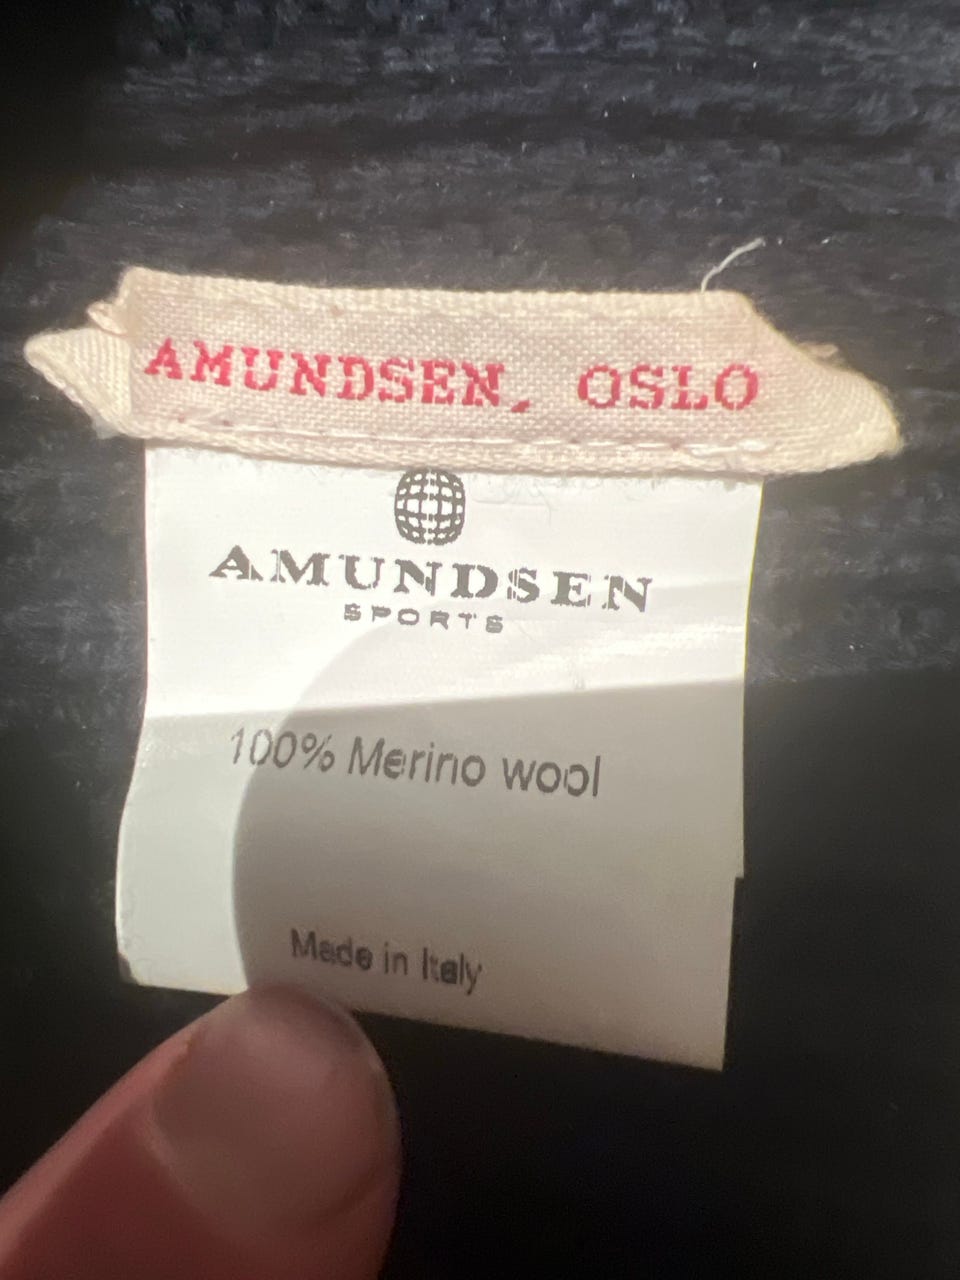 AMUNDSEN, OSLO
AMUNDSEN
SPORTS
100% Merino wool
Made in Italy